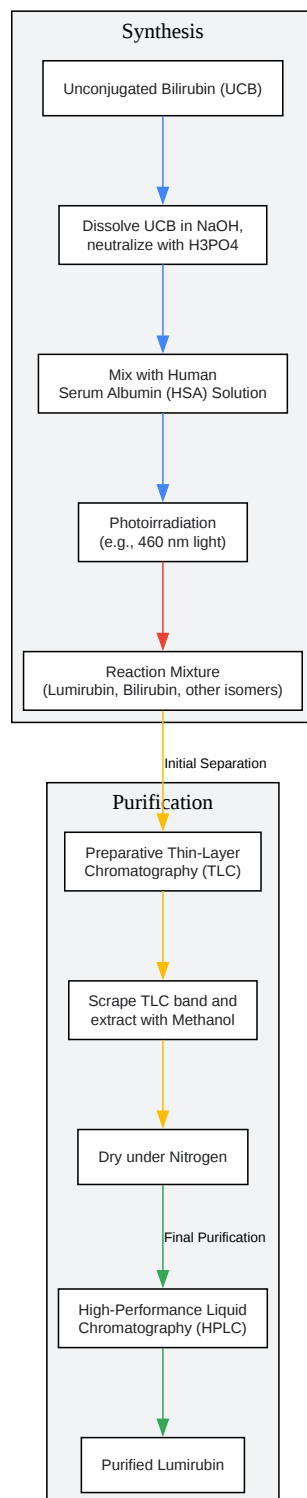 Synthesis
Unconjugated Bilirubin (UCB)
Dissolve UCB in NaOH,
neutralize with H3PO4
Mix with Human
Serum Albumin (HSA) Solution
Photoirradiation
(e.g., 460 nm light)
Reaction Mixture
(Lumirubin, Bilirubin, other isomers)
Initial Separation
Purification
Preparative Thin-Layer
Chromatography (TLC)
Scrape TLC band and
extract with Methanol
Dry under Nitrogen
Final Purification
High-Performance Liquid
Chromatography (HPLC)
Purified Lumirubin